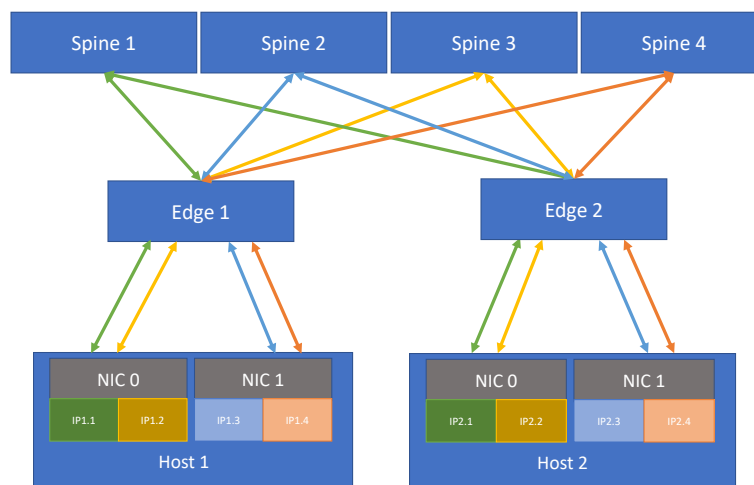 Spine 1 Spine 2 Spine 3 Spine 4
Edge 1 Edge 2
NIC 0 NIC 1 NIC 0 NIC 1
IP1.1 IP1.2 IP1.3 IP1.4 IP2.1 IP2.2 IP2.3 IP2.4
Host 1 Host 2